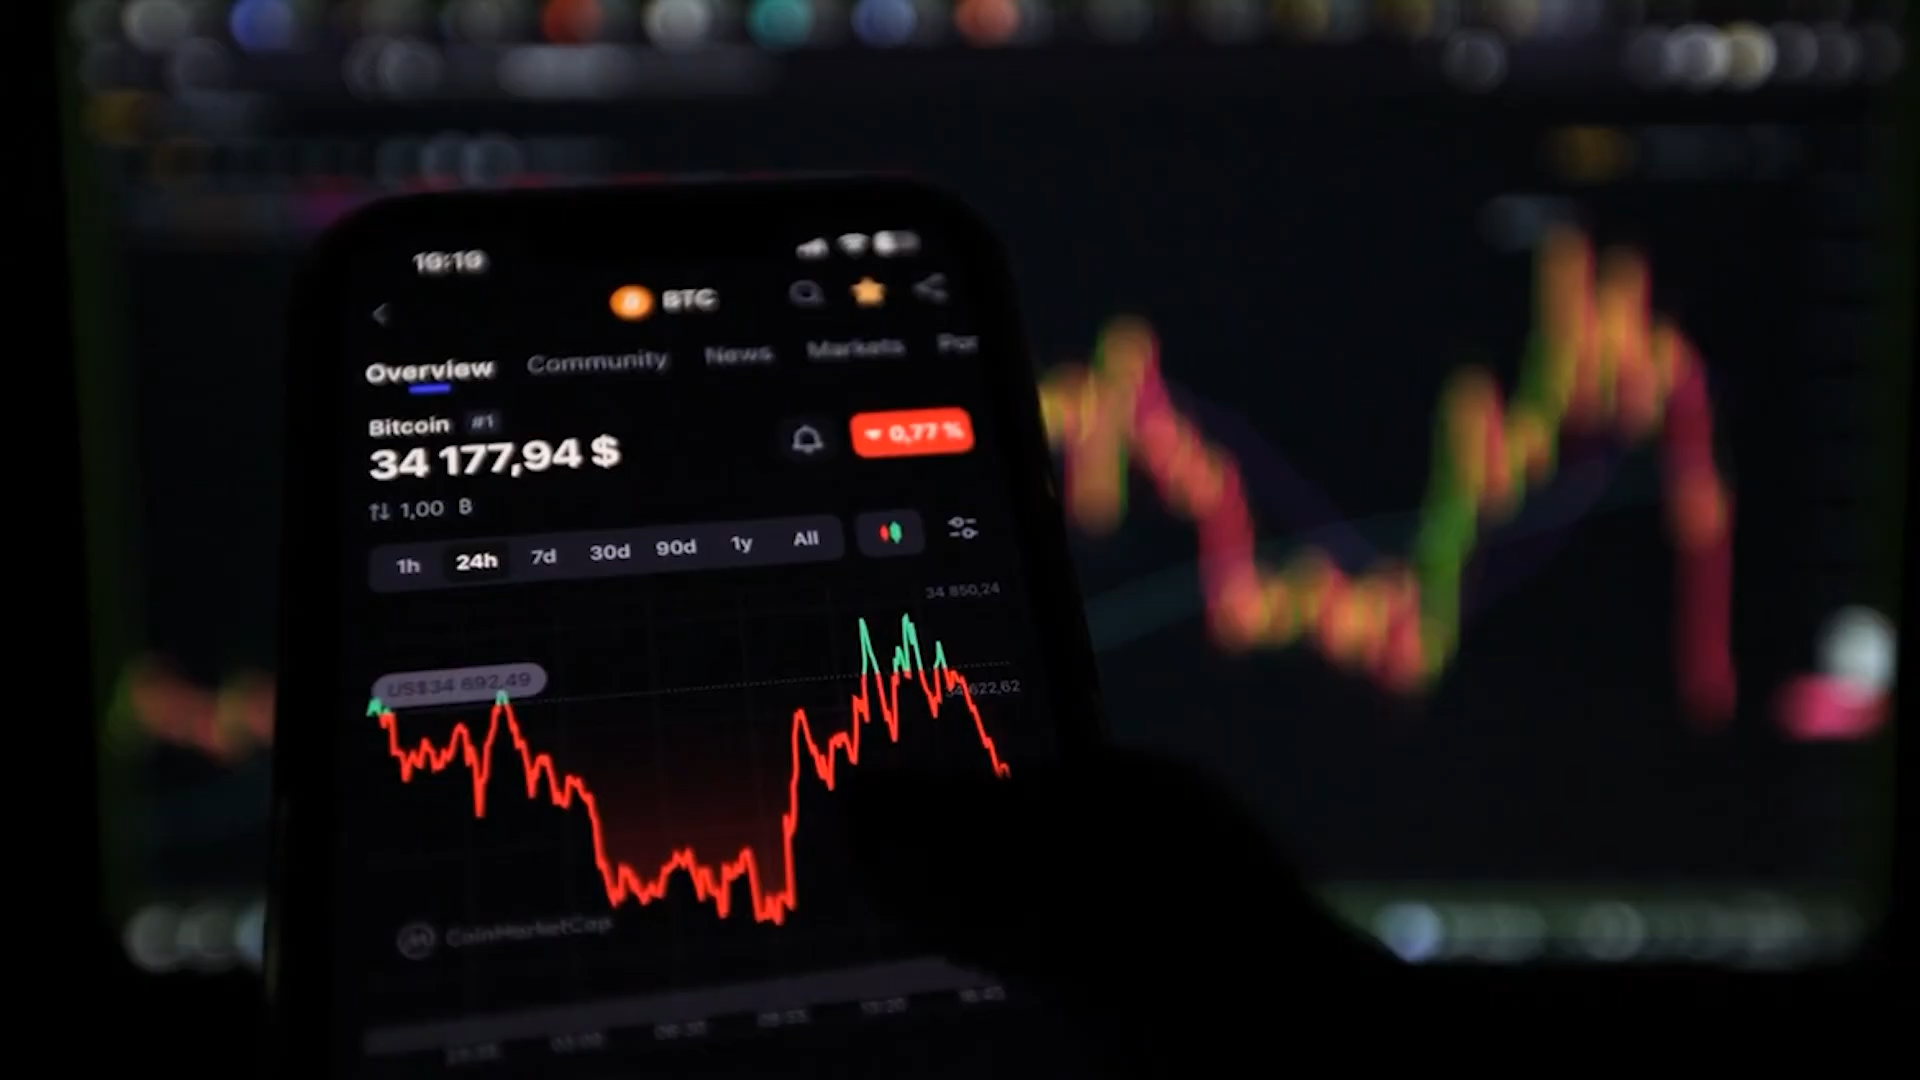 19:19
BTC
Overview Community News Markets Por
Bitcoin #1
34 177,94 $ 0,77 %
1,00 B
1h 24h 7d 30d 90d 1y All
34 850,24
US$34 692,49
34 622,62
CoinMarketCap